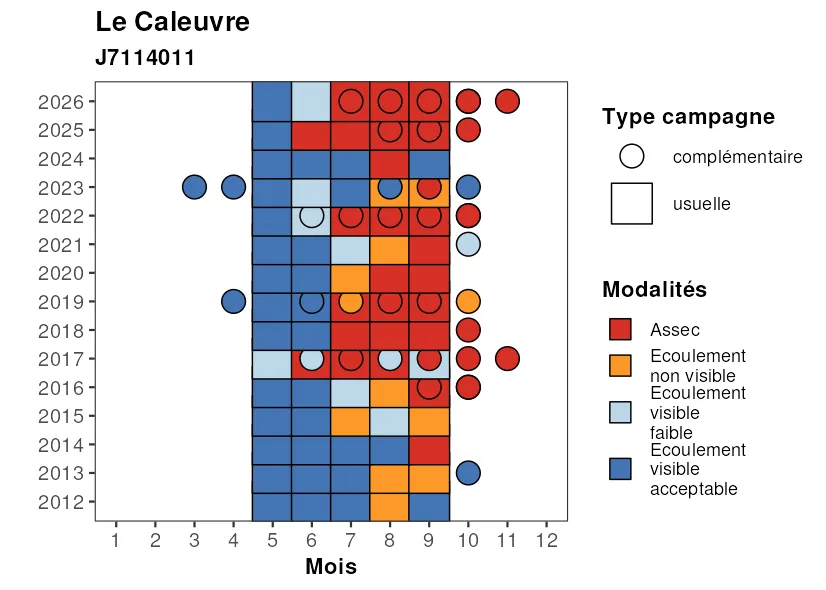 Le Caleuvre
J7114011
2026
2025
2024
2023
2022
2021
2020
2019
2018
2017
2016
2015
2014
2013
2012
1 2 3 4 5 6 7 8 9 10 11 12
Mois
Type campagne
complémentaire
usuelle
Modalités
Assec
Ecoulement
non visible
Ecoulement
visible
faible
Ecoulement
visible
acceptable